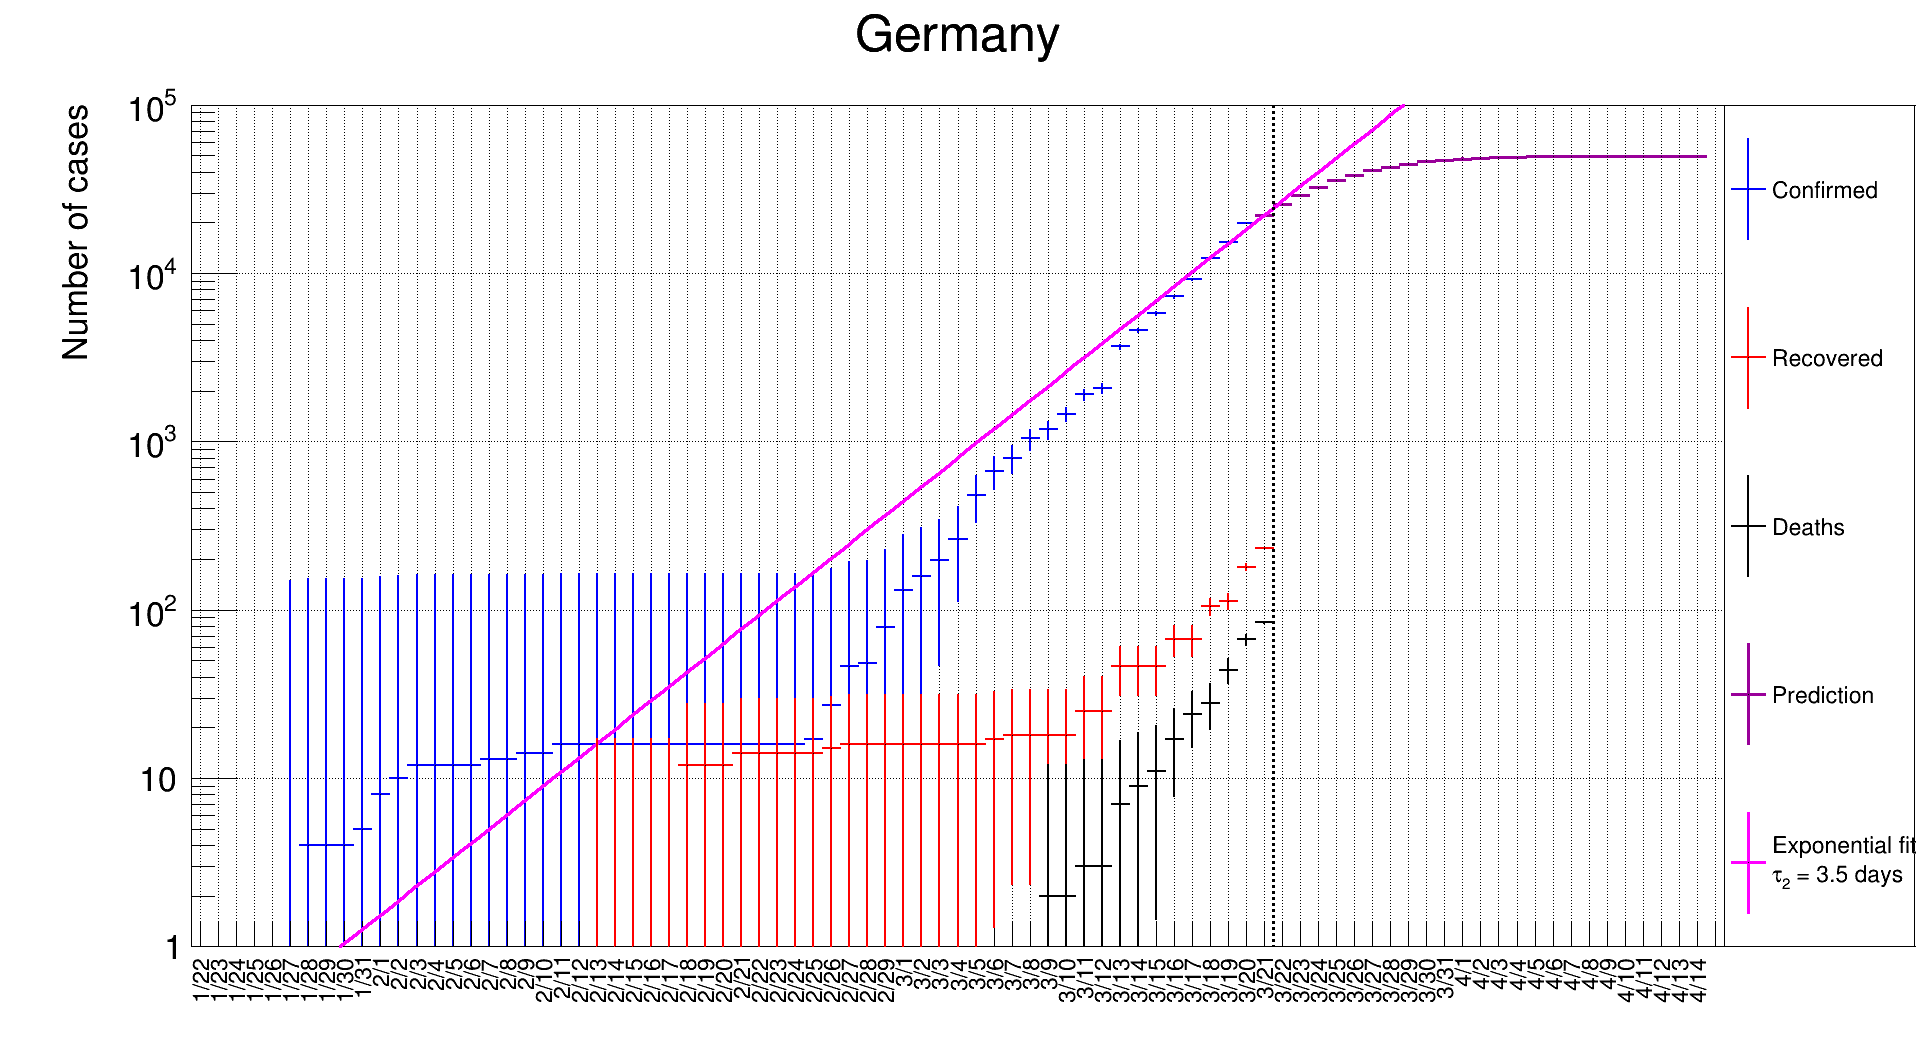 Germany
Number of cases
10^5
10^4
10^3
10^2
10
1
1/22 1/23 1/24 1/25 1/26 1/27 1/28 1/29 1/30 1/31 2/1 2/2 2/3 2/4 2/5 2/6 2/7 2/8 2/9 2/10 2/11 2/12 2/13 2/14 2/15 2/16 2/17 2/18 2/19 2/20 2/21 2/22 2/23 2/24 2/25 2/26 2/27 2/28 2/29 3/1 3/2 3/3 3/4 3/5 3/6 3/7 3/8 3/9 3/10 3/11 3/12 3/13 3/14 3/15 3/16 3/17 3/18 3/19 3/20 3/21 3/22 3/23 3/24 3/25 3/26 3/27 3/28 3/29 3/30 3/31 4/1 4/2 4/3 4/4 4/5 4/6 4/7 4/8 4/9 4/10 4/11 4/12 4/13 4/14
Confirmed
Recovered
Deaths
Prediction
Exponential fit
τ₂ = 3.5 days